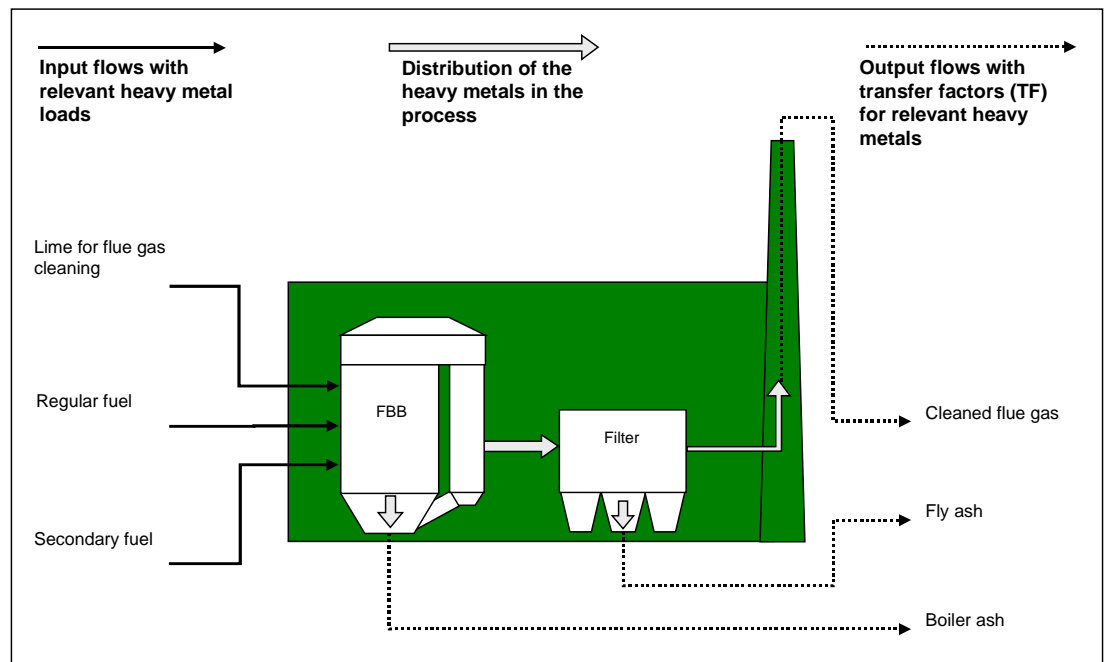 Input flows with
relevant heavy metal
loads
Distribution of the
heavy metals in the
process
Output flows with
transfer factors (TF)
for relevant heavy
metals
Lime for flue gas
cleaning
Regular fuel
Secondary fuel
FBB
Filter
Cleaned flue gas
Fly ash
Boiler ash